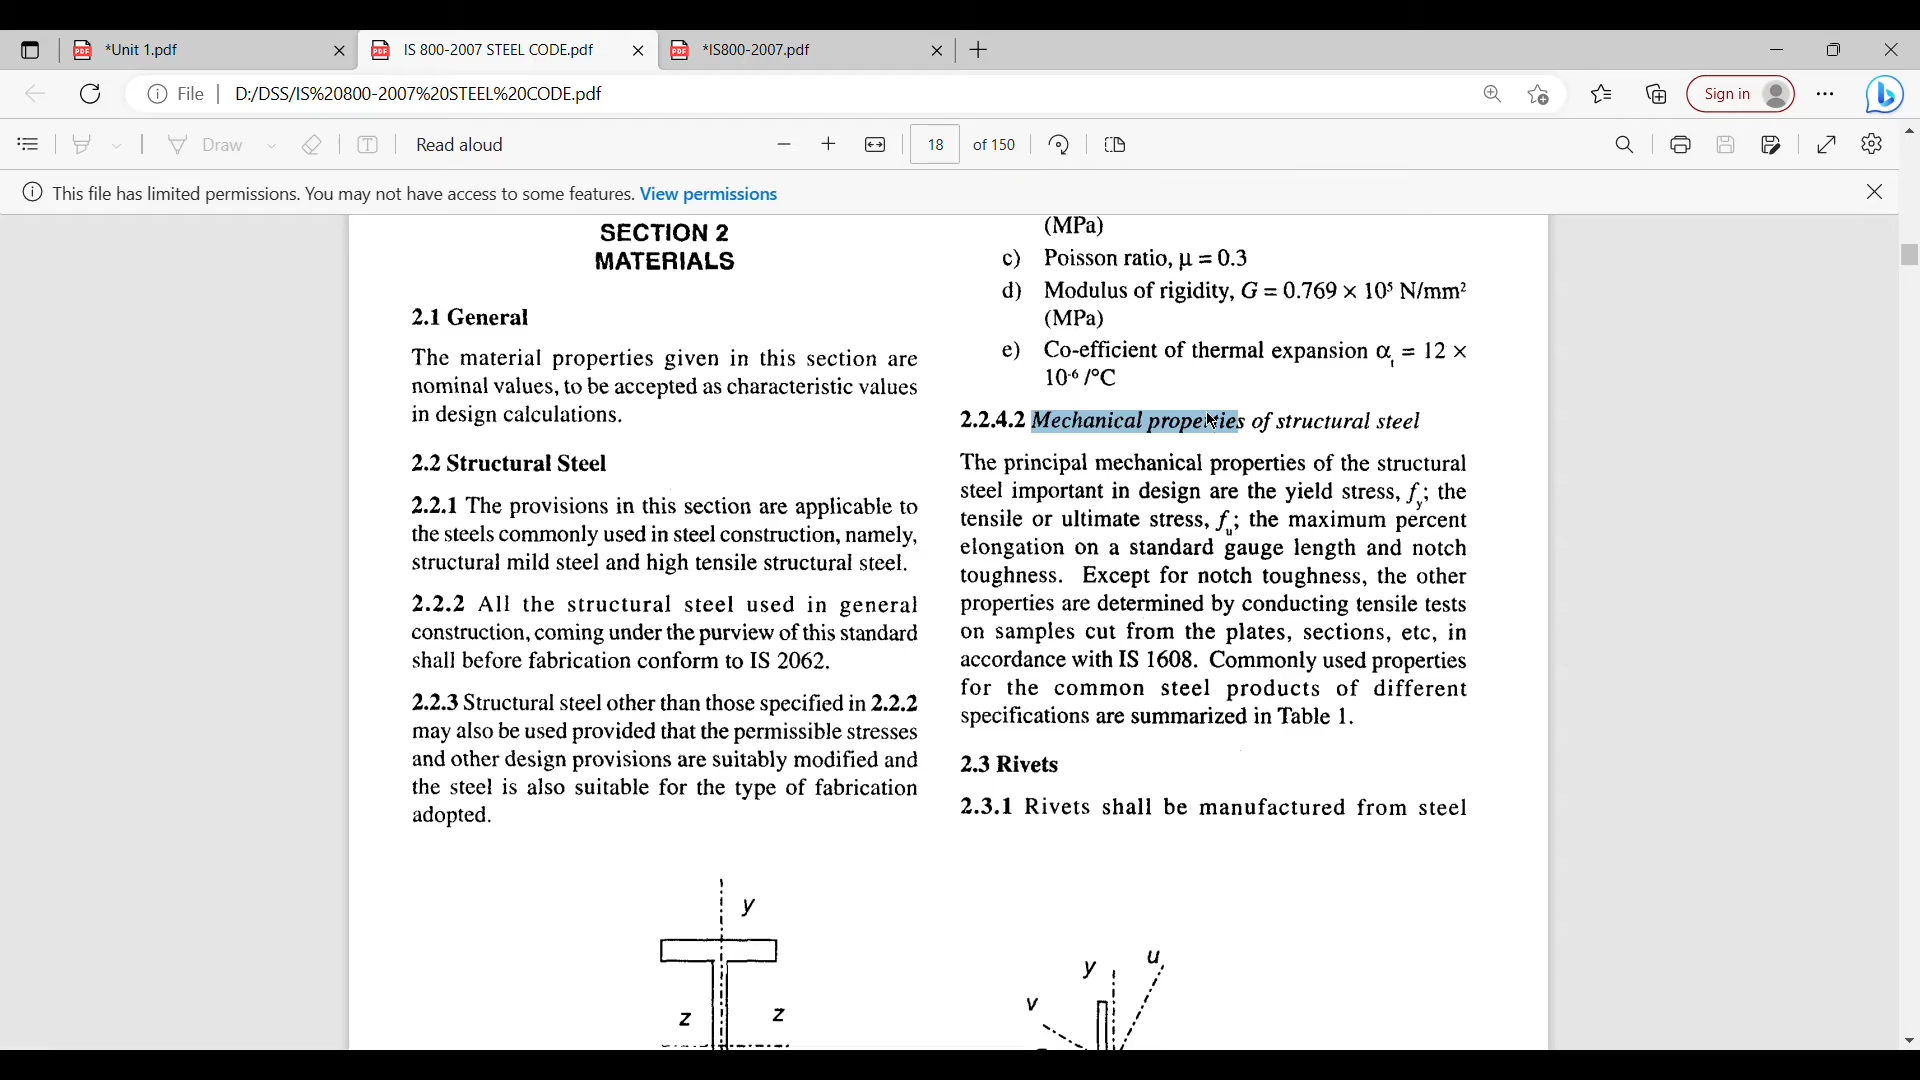 *Unit 1.pdf
IS 800-2007 STEEL CODE.pdf
*IS800-2007.pdf
File
D:/DSS/IS%20800-2007%20STEEL%20CODE.pdf
Sign in
Draw
Read aloud
18
of 150
This file has limited permissions. You may not have access to some features. View permissions
SECTION 2
MATERIALS
2.1 General
The material properties given in this section are
nominal values, to be accepted as characteristic values
in design calculations.
2.2 Structural Steel
2.2.1 The provisions in this section are applicable to
the steels commonly used in steel construction, namely,
structural mild steel and high tensile structural steel.
2.2.2 All the structural steel used in general
construction, coming under the purview of this standard
shall before fabrication conform to IS 2062.
2.2.3 Structural steel other than those specified in 2.2.2
may also be used provided that the permissible stresses
and other design provisions are suitably modified and
the steel is also suitable for the type of fabrication
adopted.
(MPa)
c) Poisson ratio, μ = 0.3
d) Modulus of rigidity, G = 0.769 × 10⁵ N/mm²
(MPa)
e) Co-efficient of thermal expansion αₜ = 12 ×
10⁻⁶ /°C
2.2.4.2 Mechanical properties of structural steel
The principal mechanical properties of the structural
steel important in design are the yield stress, fy; the
tensile or ultimate stress, fu; the maximum percent
elongation on a standard gauge length and notch
toughness. Except for notch toughness, the other
properties are determined by conducting tensile tests
on samples cut from the plates, sections, etc, in
accordance with IS 1608. Commonly used properties
for the common steel products of different
specifications are summarized in Table 1.
2.3 Rivets
2.3.1 Rivets shall be manufactured from steel
y
z z
y u
v